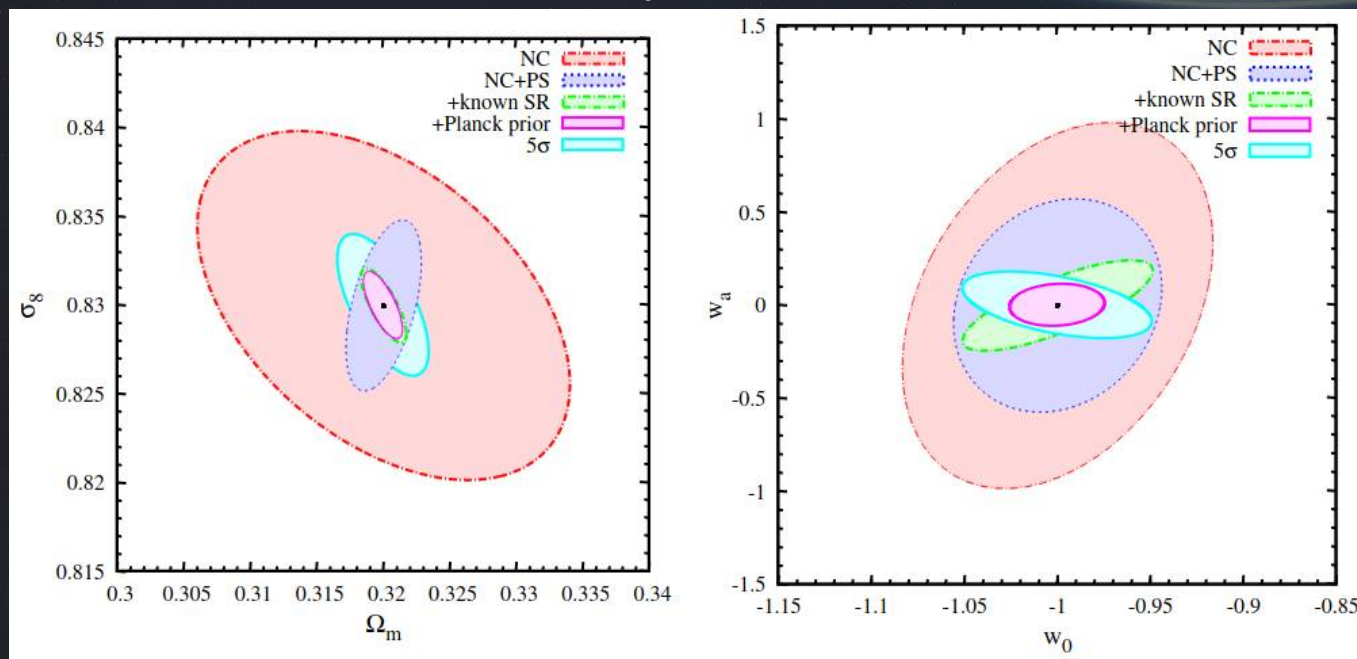 0.845
0.84
0.835
0.83
0.825
0.82
0.815
σ8
NC
NC+PS
+known SR
+Planck prior
5σ
0.3 0.305 0.31 0.315 0.32 0.325 0.33 0.335 0.34
Ωm
1.5
1
0.5
0
-0.5
-1
-1.5
wa
NC
NC+PS
+known SR
+Planck prior
5σ
-1.15 -1.1 -1.05 -1 -0.95 -0.9 -0.85
w0